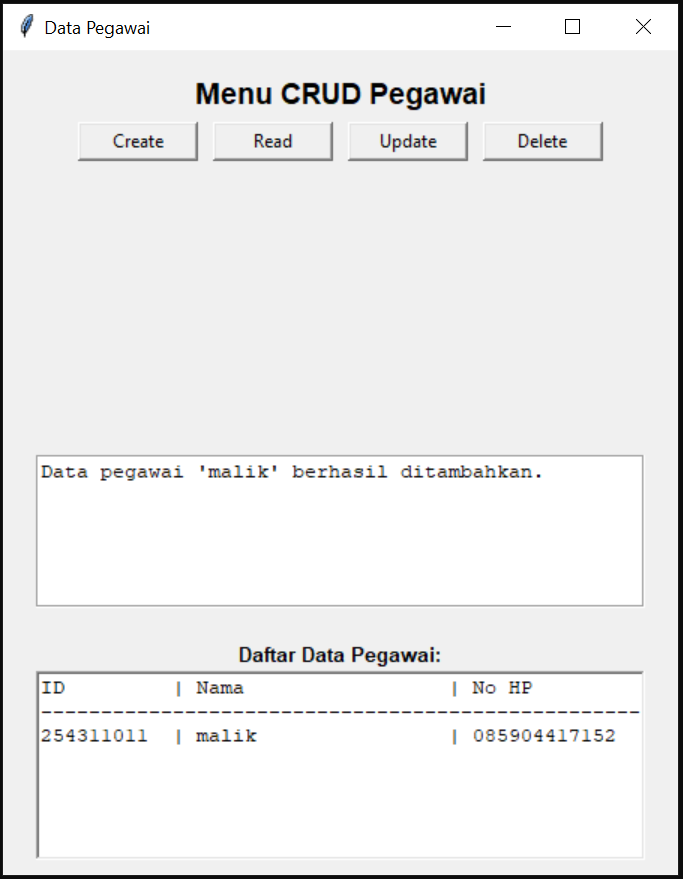 Data Pegawai
Menu CRUD Pegawai
Create Read Update Delete
Data pegawai 'malik' berhasil ditambahkan.
Daftar Data Pegawai:
ID | Nama | No HP
--------------------------------------------------
254311011 | malik | 085904417152